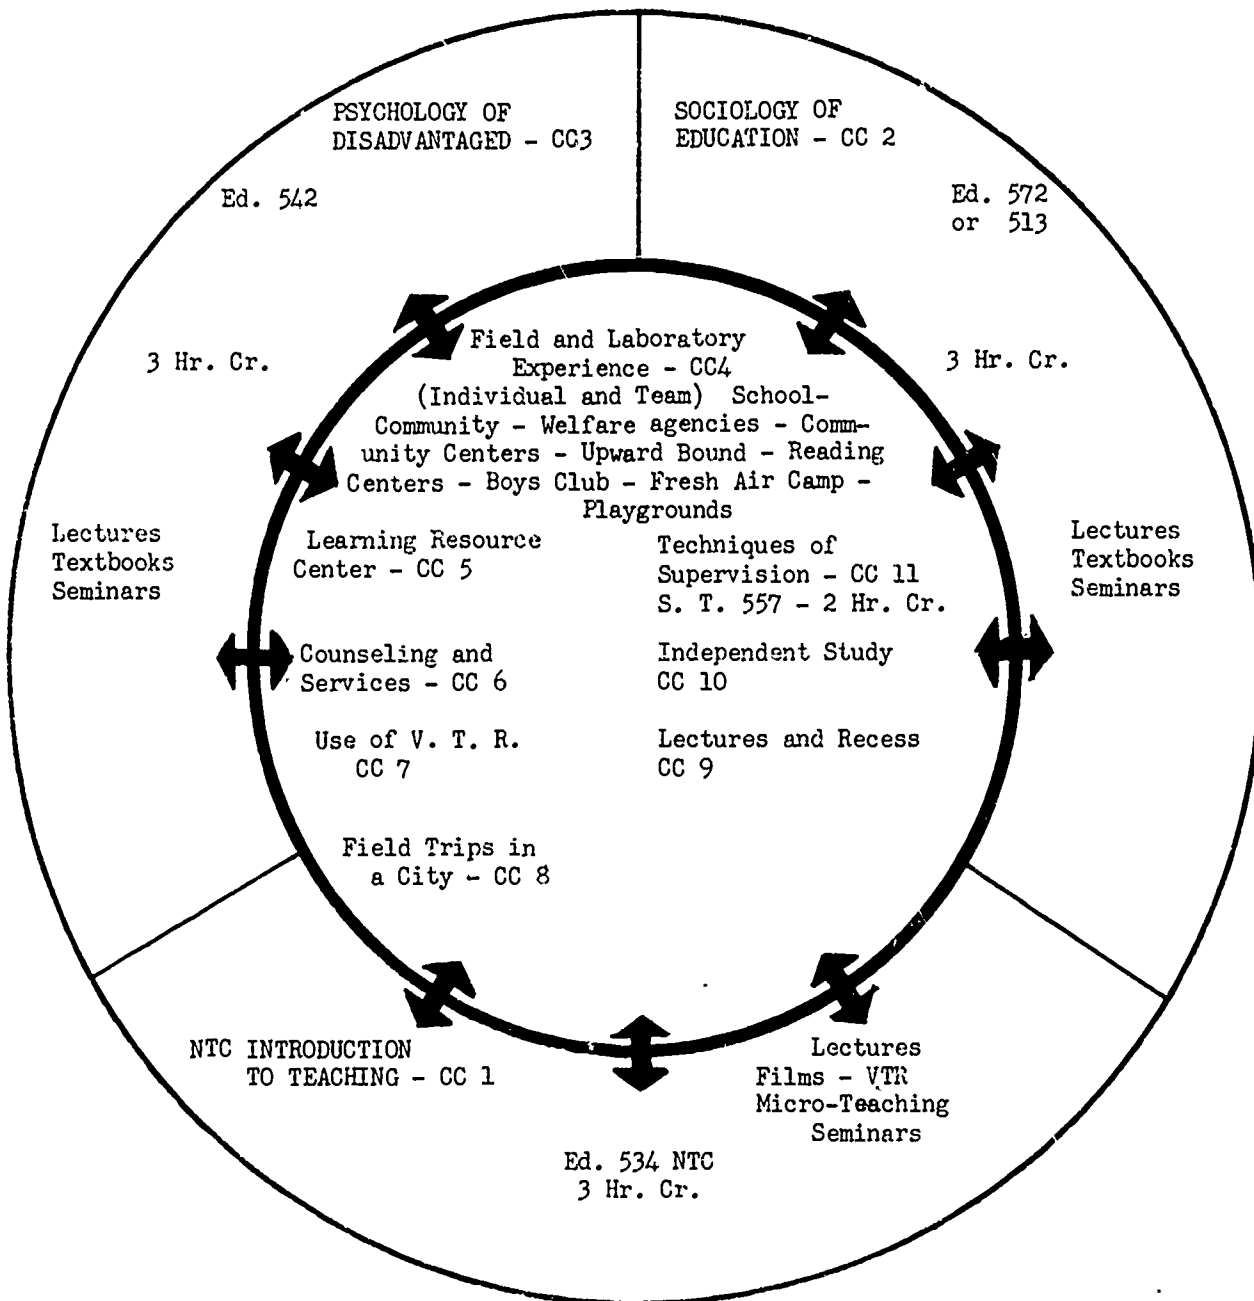 PSYCHOLOGY OF
DISADVANTAGED - CC3
Ed. 542
3 Hr. Cr.
Lectures
Textbooks
Seminars
SOCIOLOGY OF
EDUCATION - CC 2
Ed. 572
or 513
3 Hr. Cr.
Lectures
Textbooks
Seminars
Field and Laboratory
Experience - CC4
(Individual and Team) School-
Community - Welfare agencies - Comm-
unity Centers - Upward Bound - Reading
Centers - Boys Club - Fresh Air Camp -
Playgrounds
Learning Resource
Center - CC 5
Counseling and
Services - CC 6
Use of V. T. R.
CC 7
Field Trips in
a City - CC 8
Techniques of
Supervision - CC 11
S. T. 557 - 2 Hr. Cr.
Independent Study
CC 10
Lectures and Recess
CC 9
NTC INTRODUCTION
TO TEACHING - CC 1
Ed. 534 NTC
3 Hr. Cr.
Lectures
Films - VTR
Micro-Teaching
Seminars